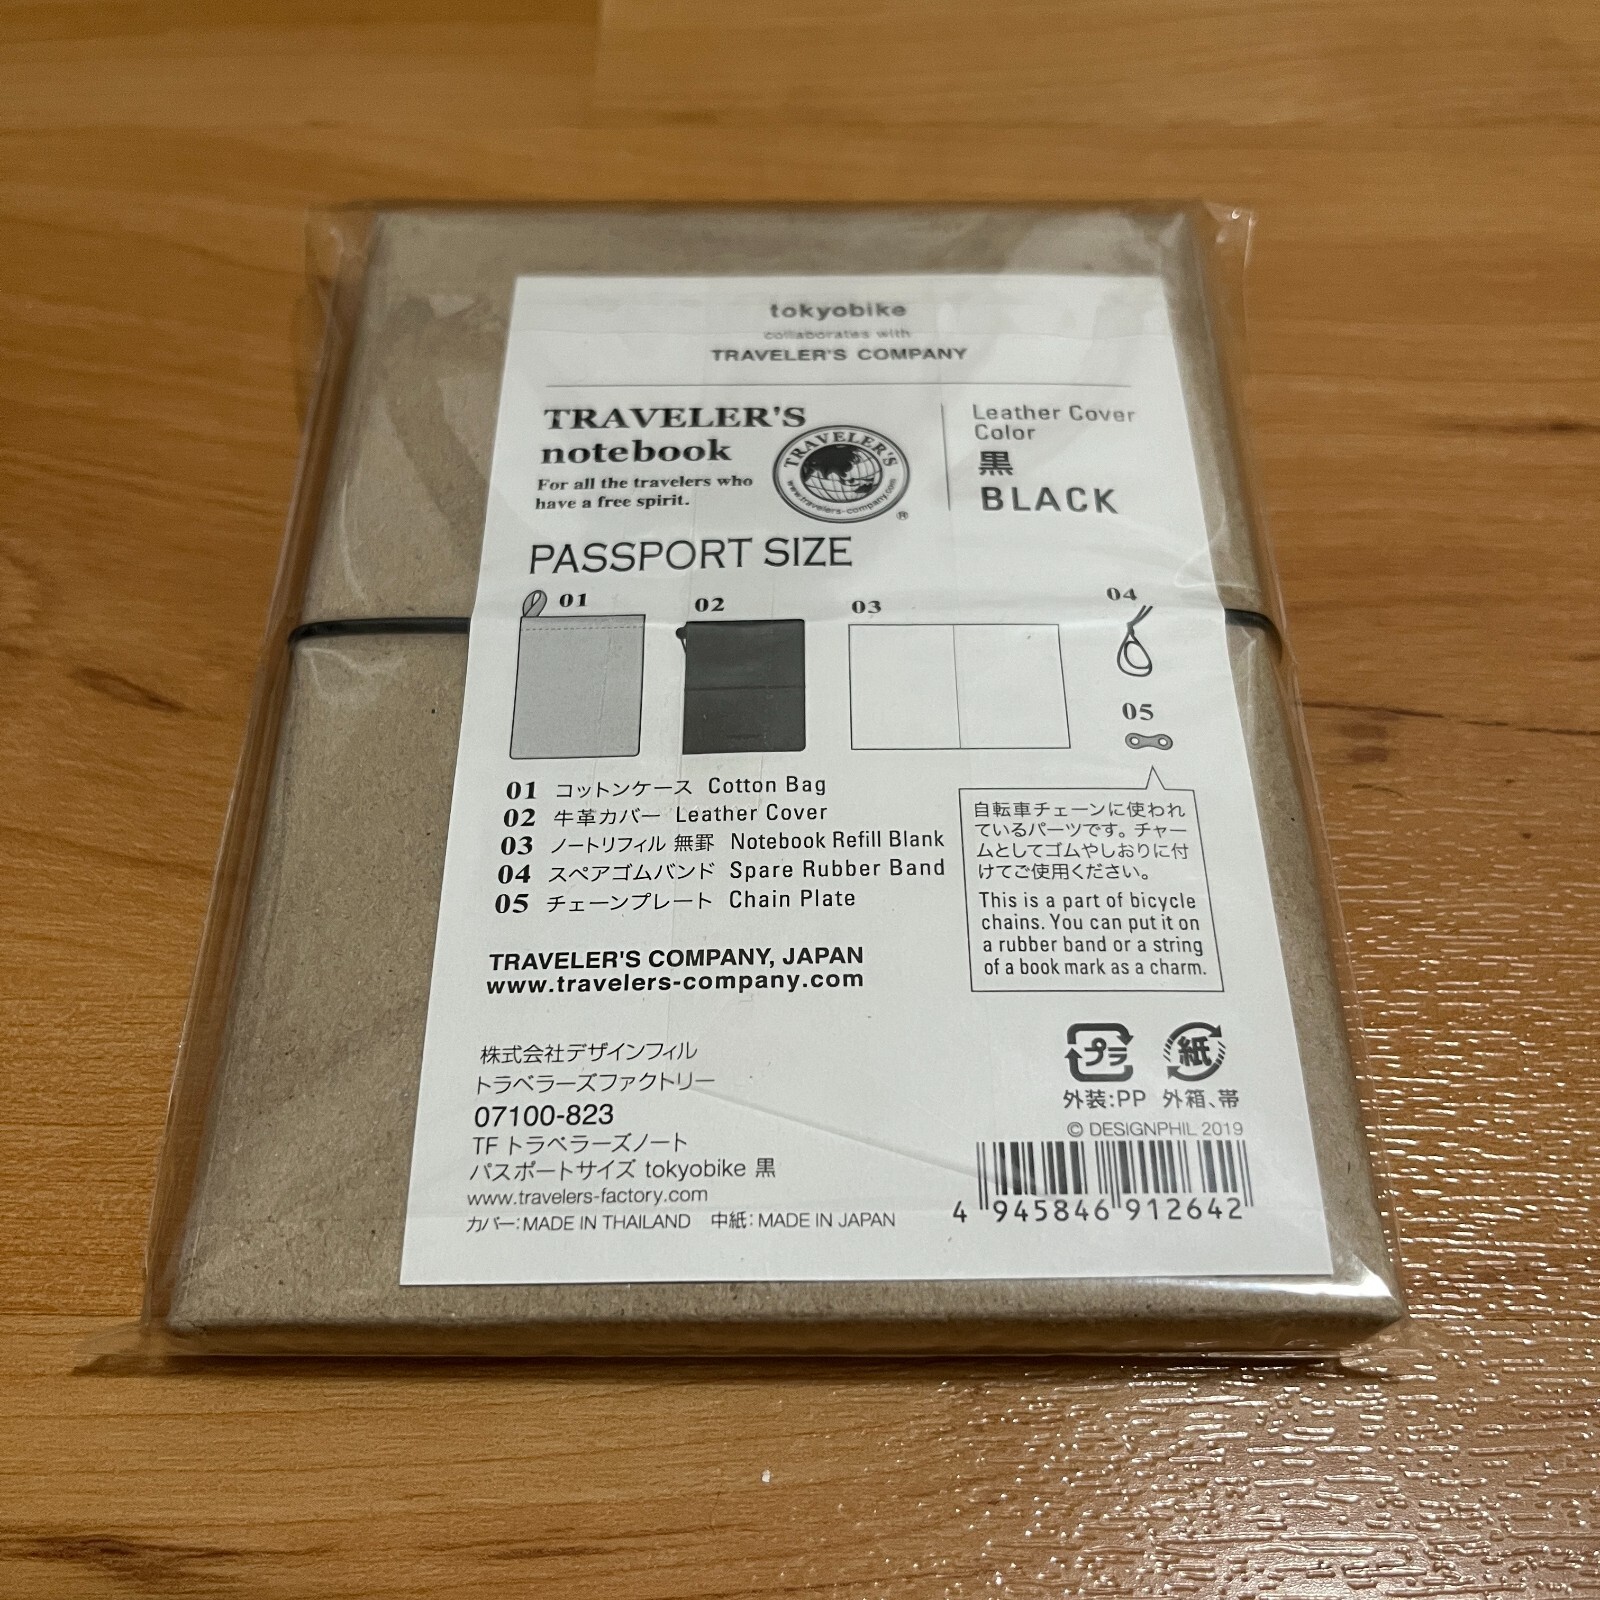 tokyobike
collaborates with
TRAVELER'S COMPANY
TRAVELER'S
notebook
For all the travelers who
have a free spirit.
TRAVELER'S
www.travelers-company.com
®
Leather Cover
Color
黒
BLACK
PASSPORT SIZE
01
02
03
04
05
01 コットンケース Cotton Bag
02 牛革カバー Leather Cover
03 ノートリフィル 無罫 Notebook Refill Blank
04 スペアゴムバンド Spare Rubber Band
05 チェーンプレート Chain Plate
自転車チェーンに使われ
ているパーツです。チャー
ムとしてゴムやしおりに付
けてご使用ください。
This is a part of bicycle
chains. You can put it on
a rubber band or a string
of a book mark as a charm.
TRAVELER'S COMPANY, JAPAN
www.travelers-company.com
株式会社デザインフィル
トラベラーズファクトリー
07100-823
TF トラベラーズノート
パスポートサイズ tokyobike 黒
www.travelers-factory.com
カバー：MADE IN THAILAND 中紙：MADE IN JAPAN
プラ 紙
外装:PP 外箱、帯
© DESIGNPHIL 2019
4 945846 912642